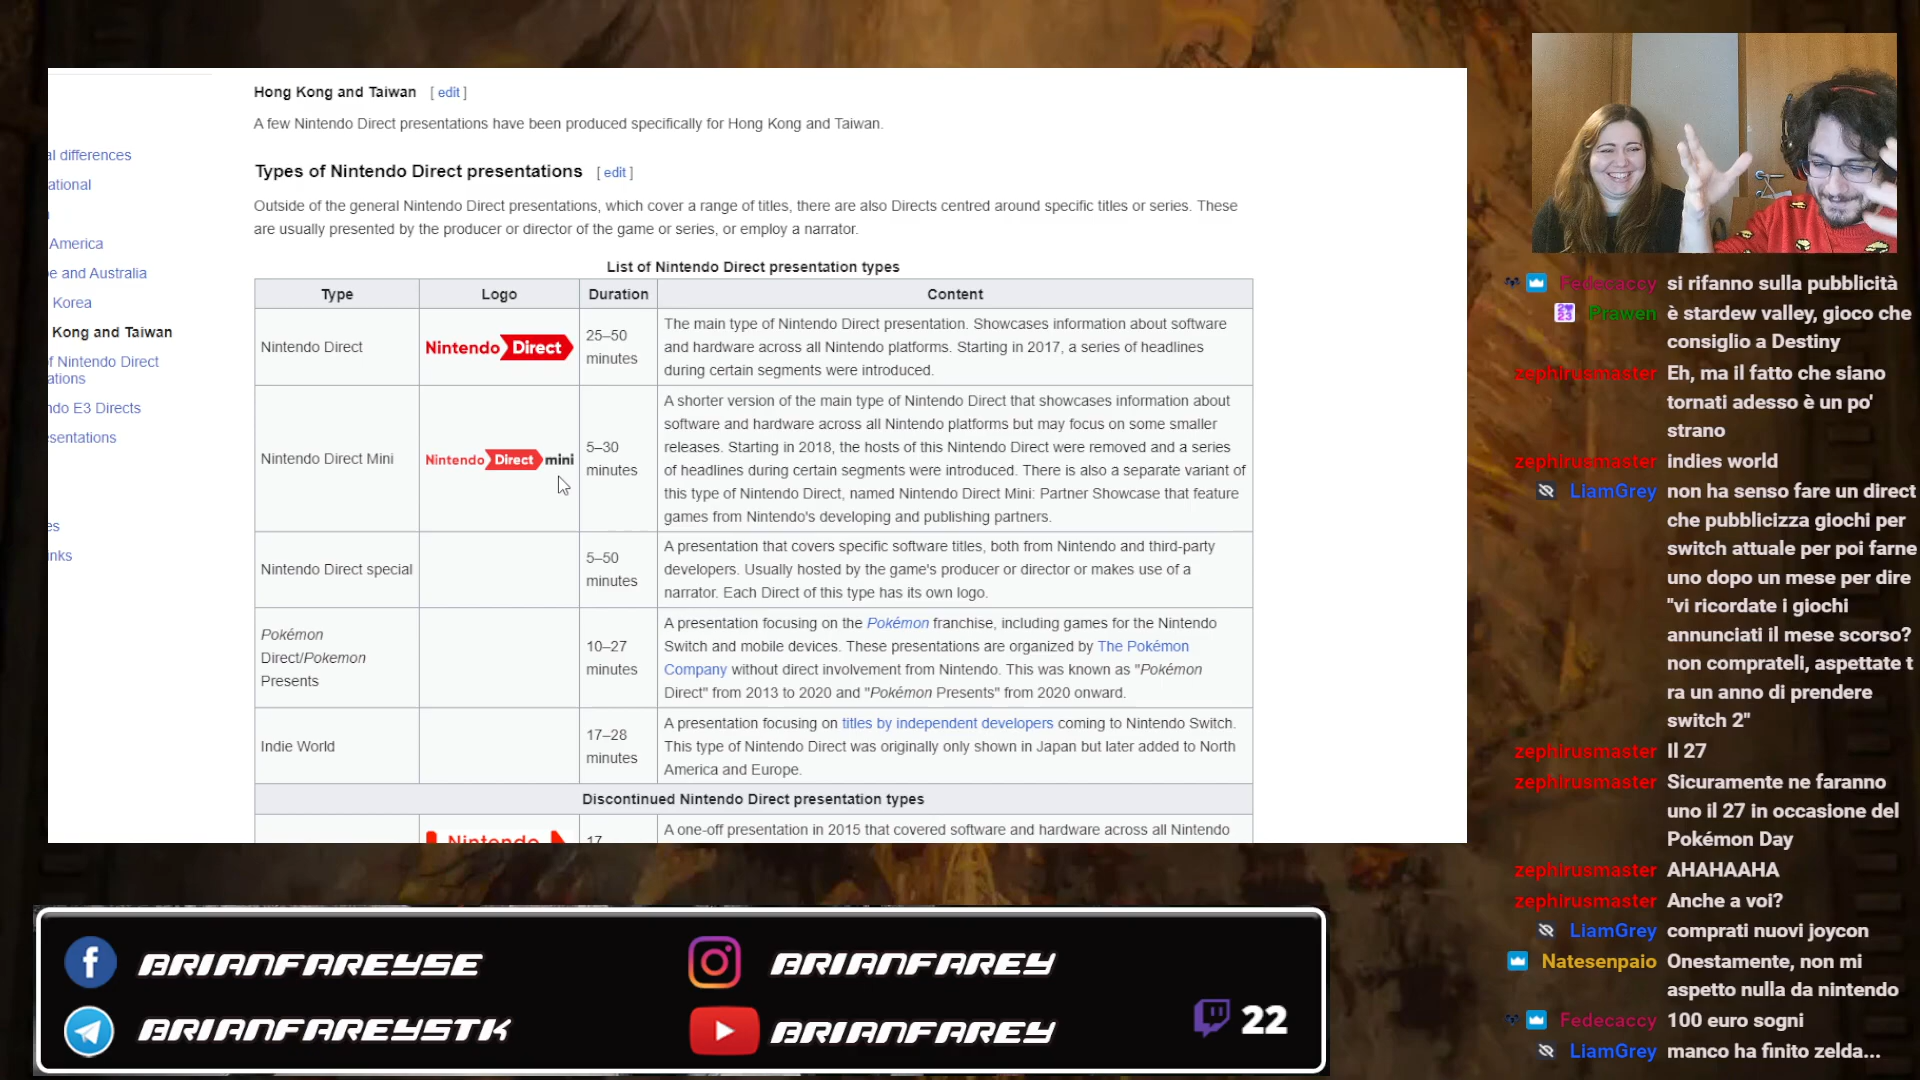 Hong Kong and Taiwan [ edit ]
A few Nintendo Direct presentations have been produced specifically for Hong Kong and Taiwan.
Types of Nintendo Direct presentations [ edit ]
Outside of the general Nintendo Direct presentations, which cover a range of titles, there are also Directs centred around specific titles or series. These
are usually presented by the producer or director of the game or series, or employ a narrator.
al differences
ational
America
e and Australia
Korea
Kong and Taiwan
f Nintendo Direct
ations
ndo E3 Directs
sentations
es
nks
List of Nintendo Direct presentation types
Type Logo Duration Content
Nintendo Direct
Nintendo Direct
25–50
minutes
The main type of Nintendo Direct presentation. Showcases information about software
and hardware across all Nintendo platforms. Starting in 2017, a series of headlines
during certain segments were introduced.
Nintendo Direct Mini
Nintendo Direct mini
5–30
minutes
A shorter version of the main type of Nintendo Direct that showcases information about
software and hardware across all Nintendo platforms but may focus on some smaller
releases. Starting in 2018, the hosts of this Nintendo Direct were removed and a series
of headlines during certain segments were introduced. There is also a separate variant of
this type of Nintendo Direct, named Nintendo Direct Mini: Partner Showcase that feature
games from Nintendo's developing and publishing partners.
Nintendo Direct special
5–50
minutes
A presentation that covers specific software titles, both from Nintendo and third-party
developers. Usually hosted by the game's producer or director or makes use of a
narrator. Each Direct of this type has its own logo.
Pokémon
Direct/Pokemon
Presents
10–27
minutes
A presentation focusing on the Pokémon franchise, including games for the Nintendo
Switch and mobile devices. These presentations are organized by The Pokémon
Company without direct involvement from Nintendo. This was known as "Pokémon
Direct" from 2013 to 2020 and "Pokémon Presents" from 2020 onward.
Indie World
17–28
minutes
A presentation focusing on titles by independent developers coming to Nintendo Switch.
This type of Nintendo Direct was originally only shown in Japan but later added to North
America and Europe.
Discontinued Nintendo Direct presentation types
Nintendo
17
A one-off presentation in 2015 that covered software and hardware across all Nintendo
Fedecaccy si rifanno sulla pubblicità
Prawen è stardew valley, gioco che
consiglio a Destiny
zephirusmaster Eh, ma il fatto che siano
tornati adesso è un po'
strano
zephirusmaster indies world
LiamGrey non ha senso fare un direct
che pubblicizza giochi per
switch attuale per poi farne
uno dopo un mese per dire
"vi ricordate i giochi
annunciati il mese scorso?
non comprateli, aspettate t
ra un anno di prendere
switch 2"
zephirusmaster Il 27
zephirusmaster Sicuramente ne faranno
uno il 27 in occasione del
Pokémon Day
zephirusmaster AHAHAAHA
zephirusmaster Anche a voi?
LiamGrey comprati nuovi joycon
Natesenpaio Onestamente, non mi
aspetto nulla da nintendo
Fedecaccy 100 euro sogni
LiamGrey manco ha finito zelda...
BRIANFAREYSE
BRIANFAREY
BRIANFAREYSTK
BRIANFAREY
22